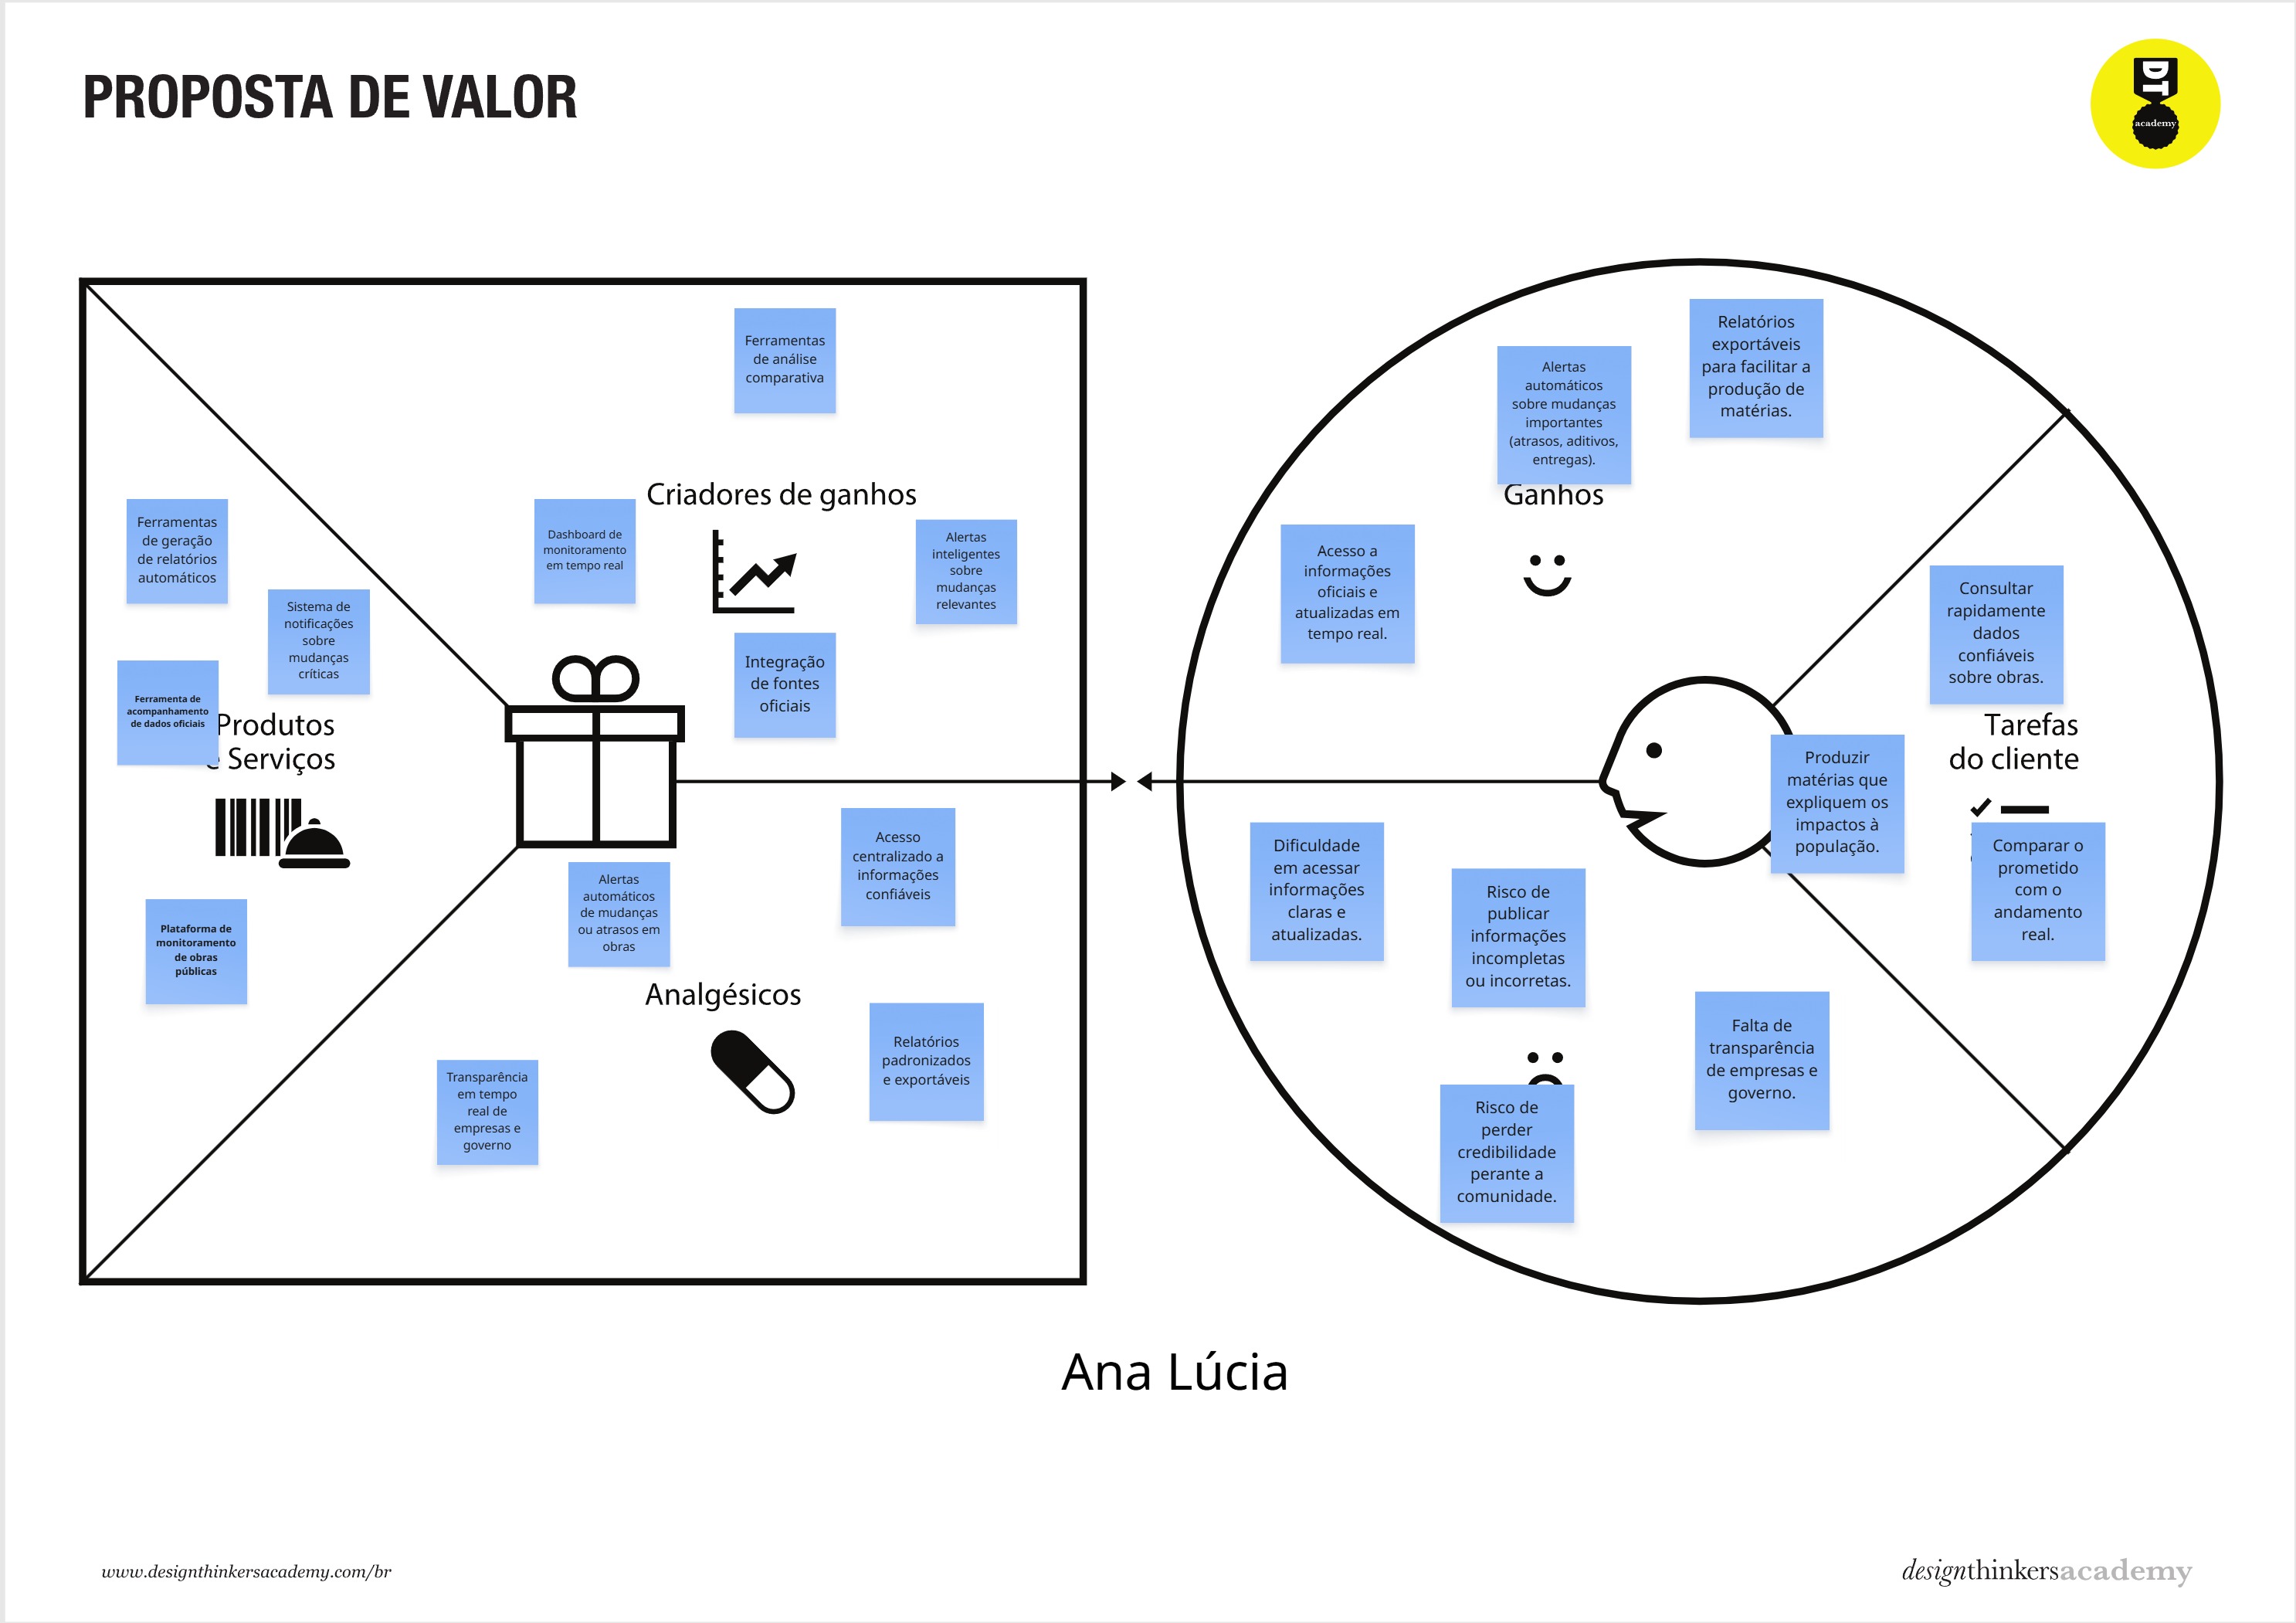 PROPOSTA DE VALOR
DT
academy
Ferramentas
de análise
comparativa
Criadores de ganhos
Dashboard de
monitoramento
em tempo real
Alertas
inteligentes
sobre
mudanças
relevantes
Integração
de fontes
oficiais
Ferramentas
de geração
de relatórios
automáticos
Sistema de
notificações
sobre
mudanças
críticas
Ferramenta de
acompanhamento
de dados oficiais
Produtos
e Serviços
Plataforma de
monitoramento
de obras
públicas
Acesso
centralizado a
informações
confiáveis
Alertas
automáticos
de mudanças
ou atrasos em
obras
Analgésicos
Relatórios
padronizados
e exportáveis
Transparência
em tempo
real de
empresas e
governo
Relatórios
exportáveis
para facilitar a
produção de
matérias.
Alertas
automáticos
sobre mudanças
importantes
(atrasos, aditivos,
entregas).
Ganhos
Acesso a
informações
oficiais e
atualizadas em
tempo real.
Consultar
rapidamente
dados
confiáveis
sobre obras.
Tarefas
do cliente
Produzir
matérias que
expliquem os
impactos à
população.
Comparar o
prometido
com o
andamento
real.
Dificuldade
em acessar
informações
claras e
atualizadas.
Risco de
publicar
informações
incompletas
ou incorretas.
Falta de
transparência
de empresas e
governo.
Risco de
perder
credibilidade
perante a
comunidade.
Ana Lúcia
www.designthinkersacademy.com/br
designthinkersacademy